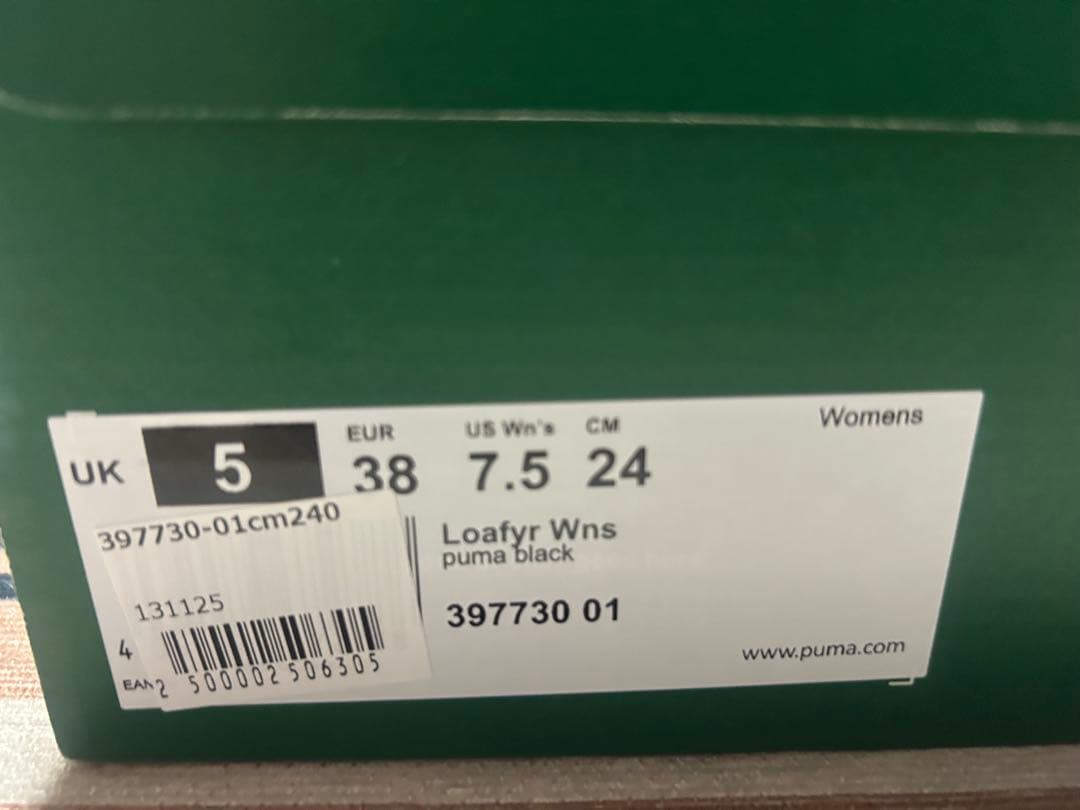 Womens
UK 5
EUR 38
US Wn's 7.5
CM 24
397730-01cm240
131125
4
EAN
2 500002 506305
Loafyr Wns
puma black
397730 01
www.puma.com